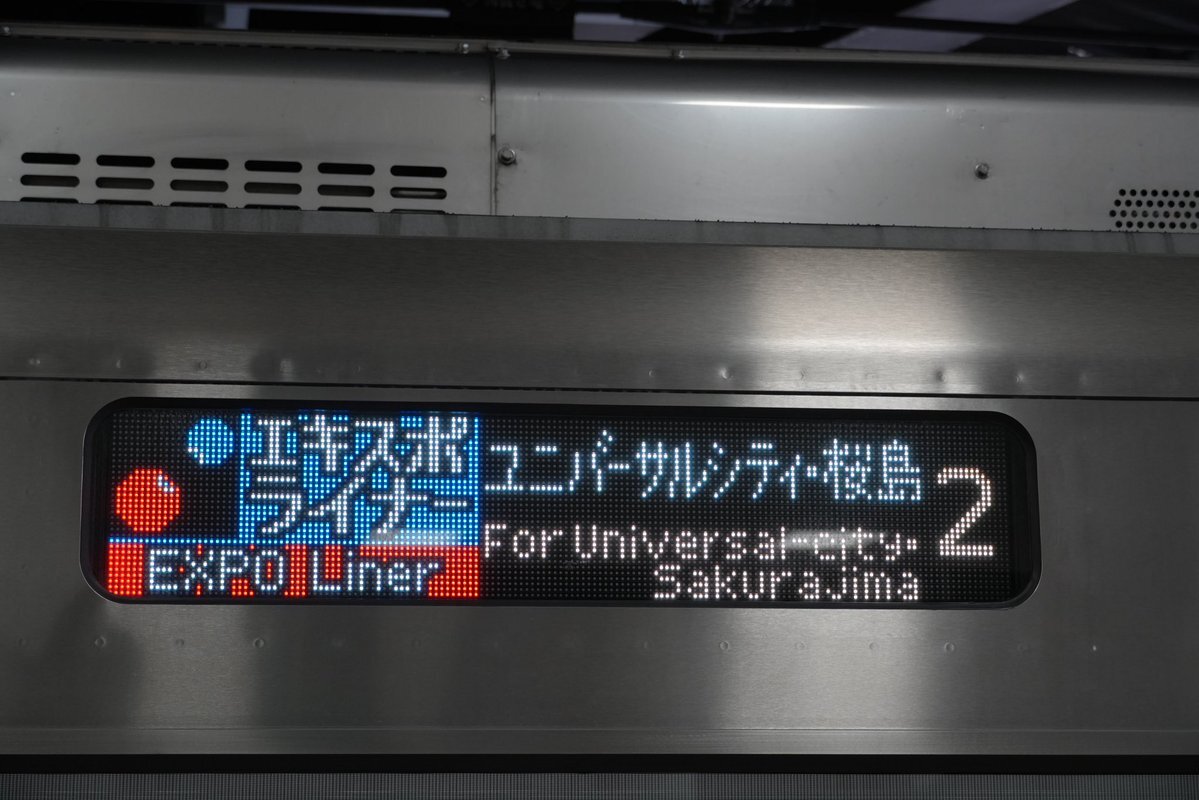 エキスポ
ライナー
EXPO Liner
ユニバーサルシティ・桜島
For Universal-city・
Sakurajima
2